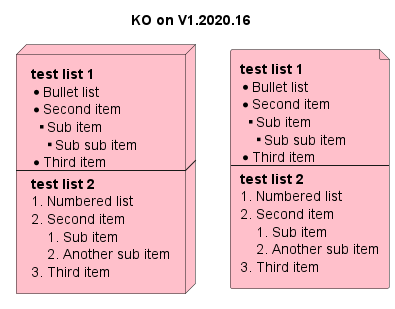 KO on V1.2020.16
test list 1
• Bullet list
• Second item
▪ Sub item
▪ Sub sub item
• Third item
test list 2
1. Numbered list
2. Second item
1. Sub item
2. Another sub item
3. Third item
test list 1
• Bullet list
• Second item
▪ Sub item
▪ Sub sub item
• Third item
test list 2
1. Numbered list
2. Second item
1. Sub item
2. Another sub item
3. Third item